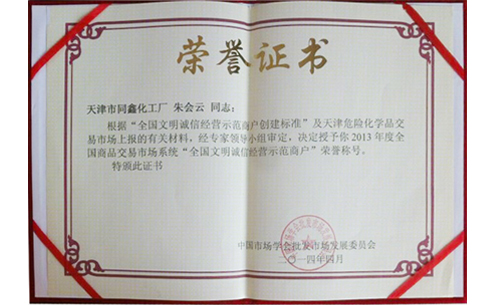 荣誉证书
天津市同鑫化工厂 朱会云 同志：
根据“全国文明诚信经营示范商户创建标准”及天津危险化学品交
易市场上报的有关材料，经专家领导小组审定，决定授予你2013年度全
国商品交易市场系统“全国文明诚信经营示范商户”荣誉称号。
特颁此证书
中国市场学会批发市场发展委员会
二〇一四年四月